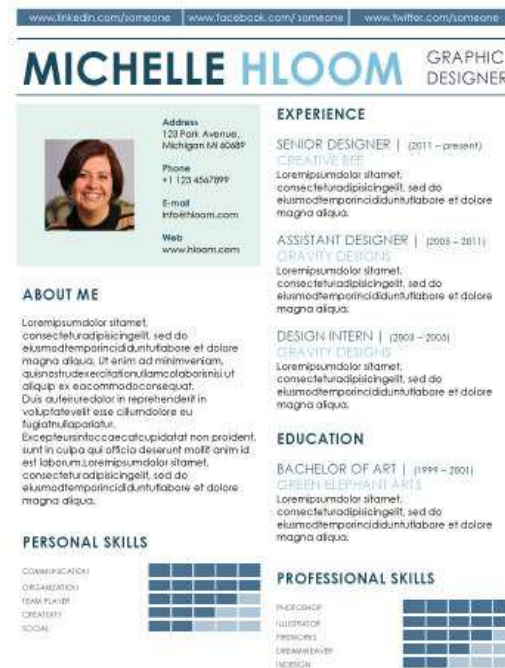 www.linkedin.com/someone
www.facebook.com/ someone
www.twitter.com/someone
MICHELLE HLOOM
GRAPHIC
DESIGNER
Address
123 Park Avenue,
Michigan MI 60689
Phone
+1 123 4567899
E-mail
info@hloom.com
Web
www.hloom.com
ABOUT ME
Loremipsumdolor sitamet,
consecteturadipisicingelit, sed do
eiusmodtemporincididuntutlabore et dolore
magna aliqua. Ut enim ad minimveniam,
quisnostrudexercitationullamcolaborisnisi ut
aliquip ex eacommodoconsequat.
Duis auteiruredolor in reprehenderit in
voluptatevelit esse cillumdolore eu
fugiatnullapariatur.
Excepteursintoccaecatcupidatat non proident,
sunt in culpa qui officia deserunt mollit anim id
est laborum.Loremipsumdolor sitamet,
consecteturadipisicingelit, sed do
eiusmodtemporincididuntutlabore et dolore
magna aliqua.
PERSONAL SKILLS
COMMUNICATION
ORGANIZATION
TEAM PLAYER
CREATIVITY
SOCIAL
EXPERIENCE
SENIOR DESIGNER | (2011 – present)
CREATIVE BEE
Loremipsumdolor sitamet,
consecteturadipisicingelit, sed do
eiusmodtemporincididuntutlabore et dolore
magna aliqua.
ASSISTANT DESIGNER | (2005 – 2011)
GRAVITY DESIGNS
Loremipsumdolor sitamet,
consecteturadipisicingelit, sed do
eiusmodtemporincididuntutlabore et dolore
magna aliqua.
DESIGN INTERN | (2003 – 2005)
GRAVITY DESIGNS
Loremipsumdolor sitamet,
consecteturadipisicingelit, sed do
eiusmodtemporincididuntutlabore et dolore
magna aliqua.
EDUCATION
BACHELOR OF ART | (1999 – 2001)
GREEN ELEPHANT ARTS
Loremipsumdolor sitamet,
consecteturadipisicingelit, sed do
eiusmodtemporincididuntutlabore et dolore
magna aliqua.
PROFESSIONAL SKILLS
PHOTOSHOP
ILLUSTRATOR
FIREWORKS
DREAMWEAVER
INDESIGN